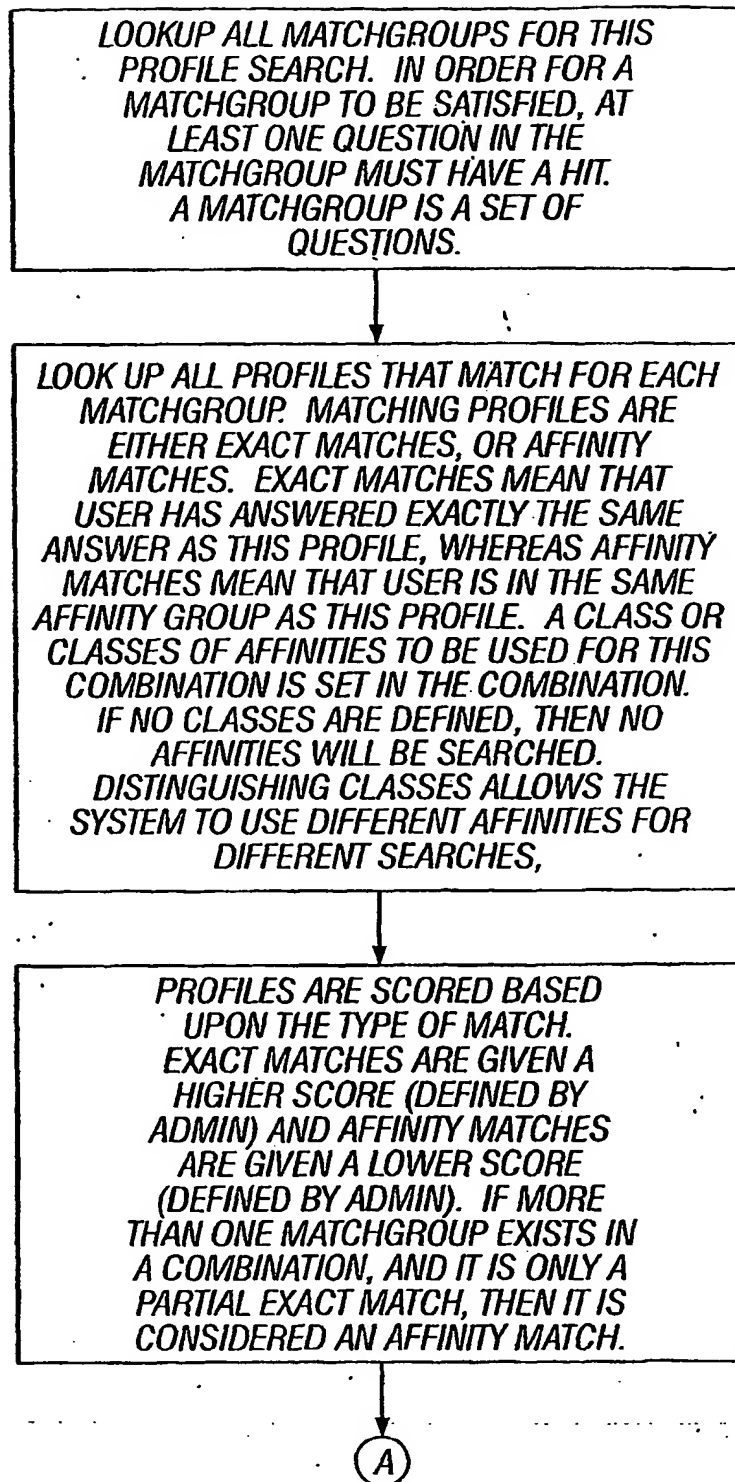 LOOKUP ALL MATCHGROUPS FOR THIS
PROFILE SEARCH. IN ORDER FOR A
MATCHGROUP TO BE SATISFIED, AT
LEAST ONE QUESTION IN THE
MATCHGROUP MUST HAVE A HIT.
A MATCHGROUP IS A SET OF
QUESTIONS.
LOOK UP ALL PROFILES THAT MATCH FOR EACH
MATCHGROUP. MATCHING PROFILES ARE
EITHER EXACT MATCHES, OR AFFINITY
MATCHES. EXACT MATCHES MEAN THAT
USER HAS ANSWERED EXACTLY THE SAME
ANSWER AS THIS PROFILE, WHEREAS AFFINITY
MATCHES MEAN THAT USER IS IN THE SAME
AFFINITY GROUP AS THIS PROFILE. A CLASS OR
CLASSES OF AFFINITIES TO BE USED FOR THIS
COMBINATION IS SET IN THE COMBINATION.
IF NO CLASSES ARE DEFINED, THEN NO
AFFINITIES WILL BE SEARCHED.
DISTINGUISHING CLASSES ALLOWS THE
SYSTEM TO USE DIFFERENT AFFINITIES FOR
DIFFERENT SEARCHES,
PROFILES ARE SCORED BASED
UPON THE TYPE OF MATCH.
EXACT MATCHES ARE GIVEN A
HIGHER SCORE (DEFINED BY
ADMIN) AND AFFINITY MATCHES
ARE GIVEN A LOWER SCORE
(DEFINED BY ADMIN). IF MORE
THAN ONE MATCHGROUP EXISTS IN
A COMBINATION, AND IT IS ONLY A
PARTIAL EXACT MATCH, THEN IT IS
CONSIDERED AN AFFINITY MATCH.
A